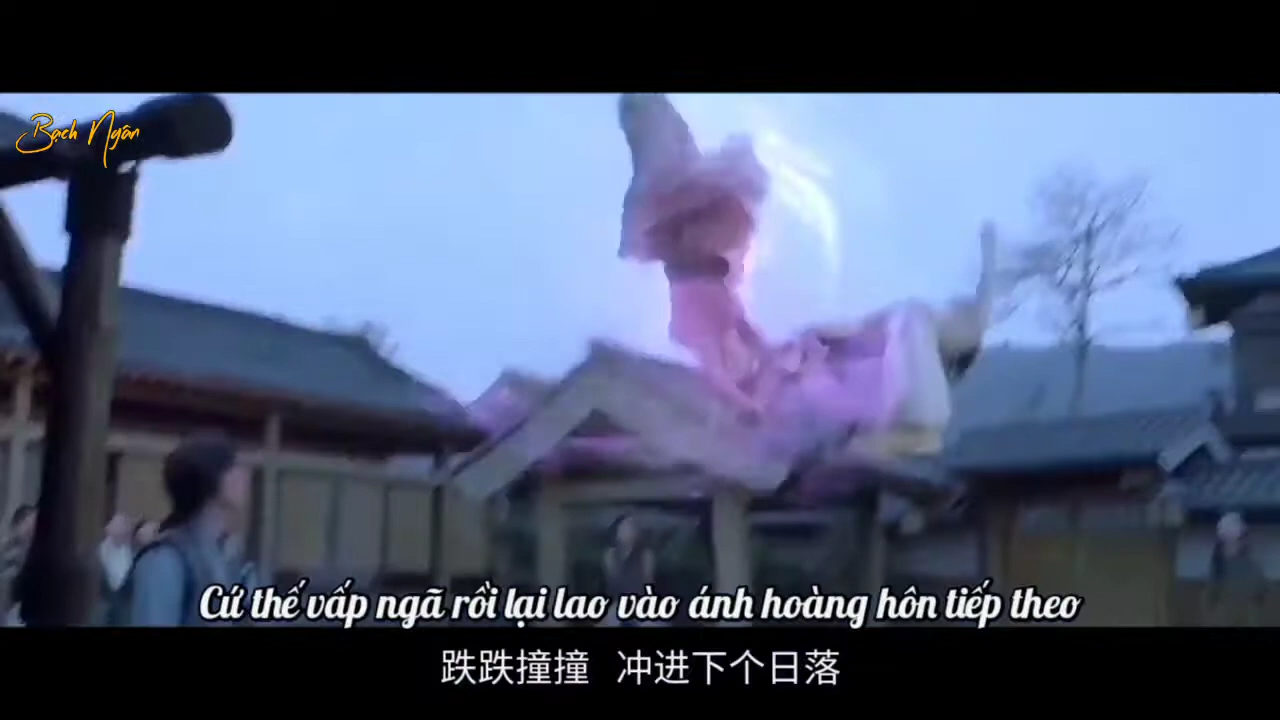 Bạch Ngân
Cứ thế vấp ngã rồi lại lao vào ánh hoàng hôn tiếp theo
跌跌撞撞 冲进下个日落